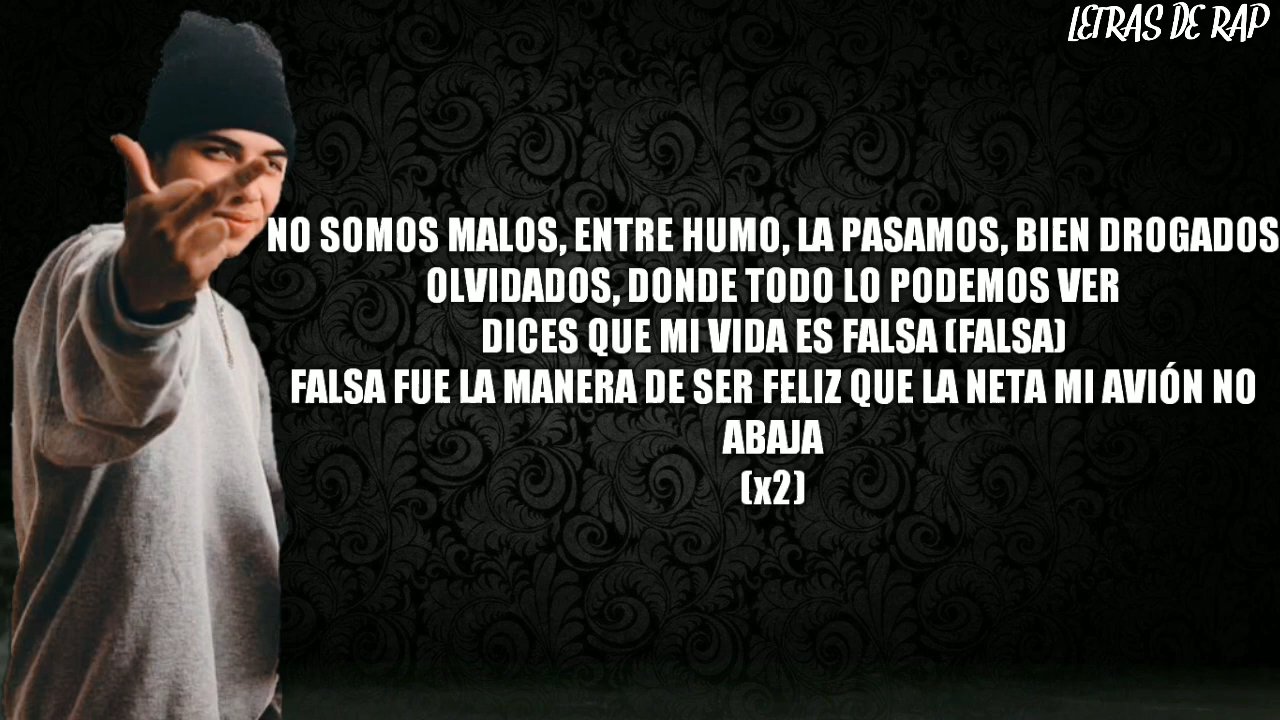 LETRAS DE RAP
NO SOMOS MALOS, ENTRE HUMO, LA PASAMOS, BIEN DROGADOS
OLVIDADOS, DONDE TODO LO PODEMOS VER
DICES QUE MI VIDA ES FALSA (FALSA)
FALSA FUE LA MANERA DE SER FELIZ QUE LA NETA MI AVIÓN NO
ABAJA
(x2)